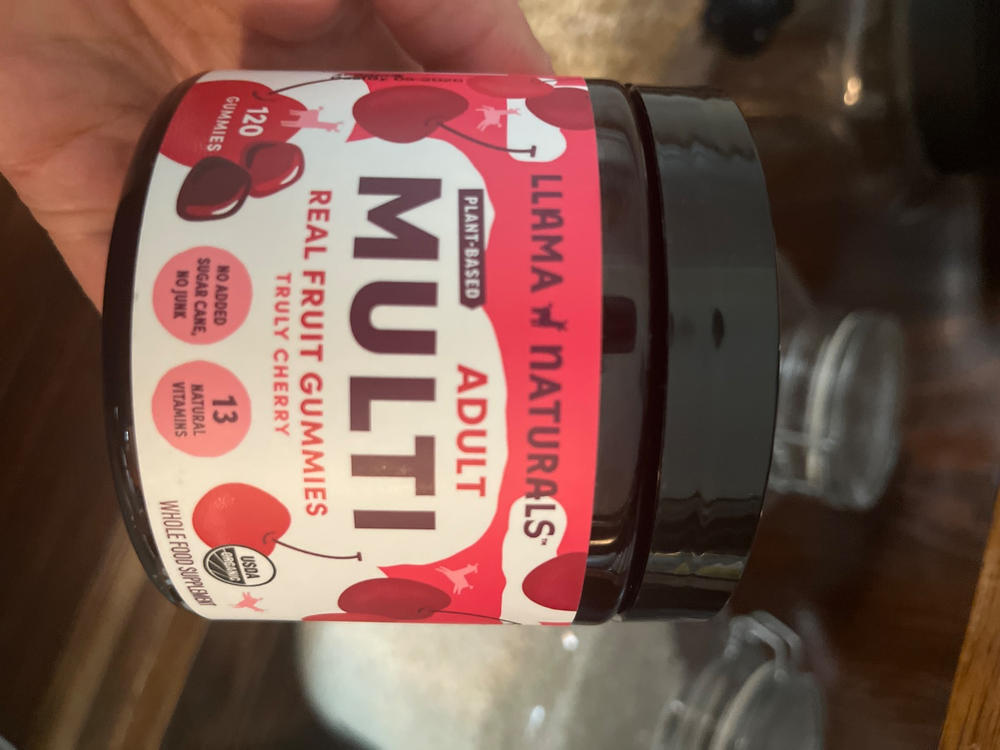 LLAMA NATURALS™
PLANT-BASED
ADULT
MULTI
REAL FRUIT GUMMIES
TRULY CHERRY
120
GUMMIES
NO ADDED
SUGAR CANE,
NO JUNK
13
NATURAL
VITAMINS
USDA
ORGANIC
WHOLE FOOD SUPPLEMENT